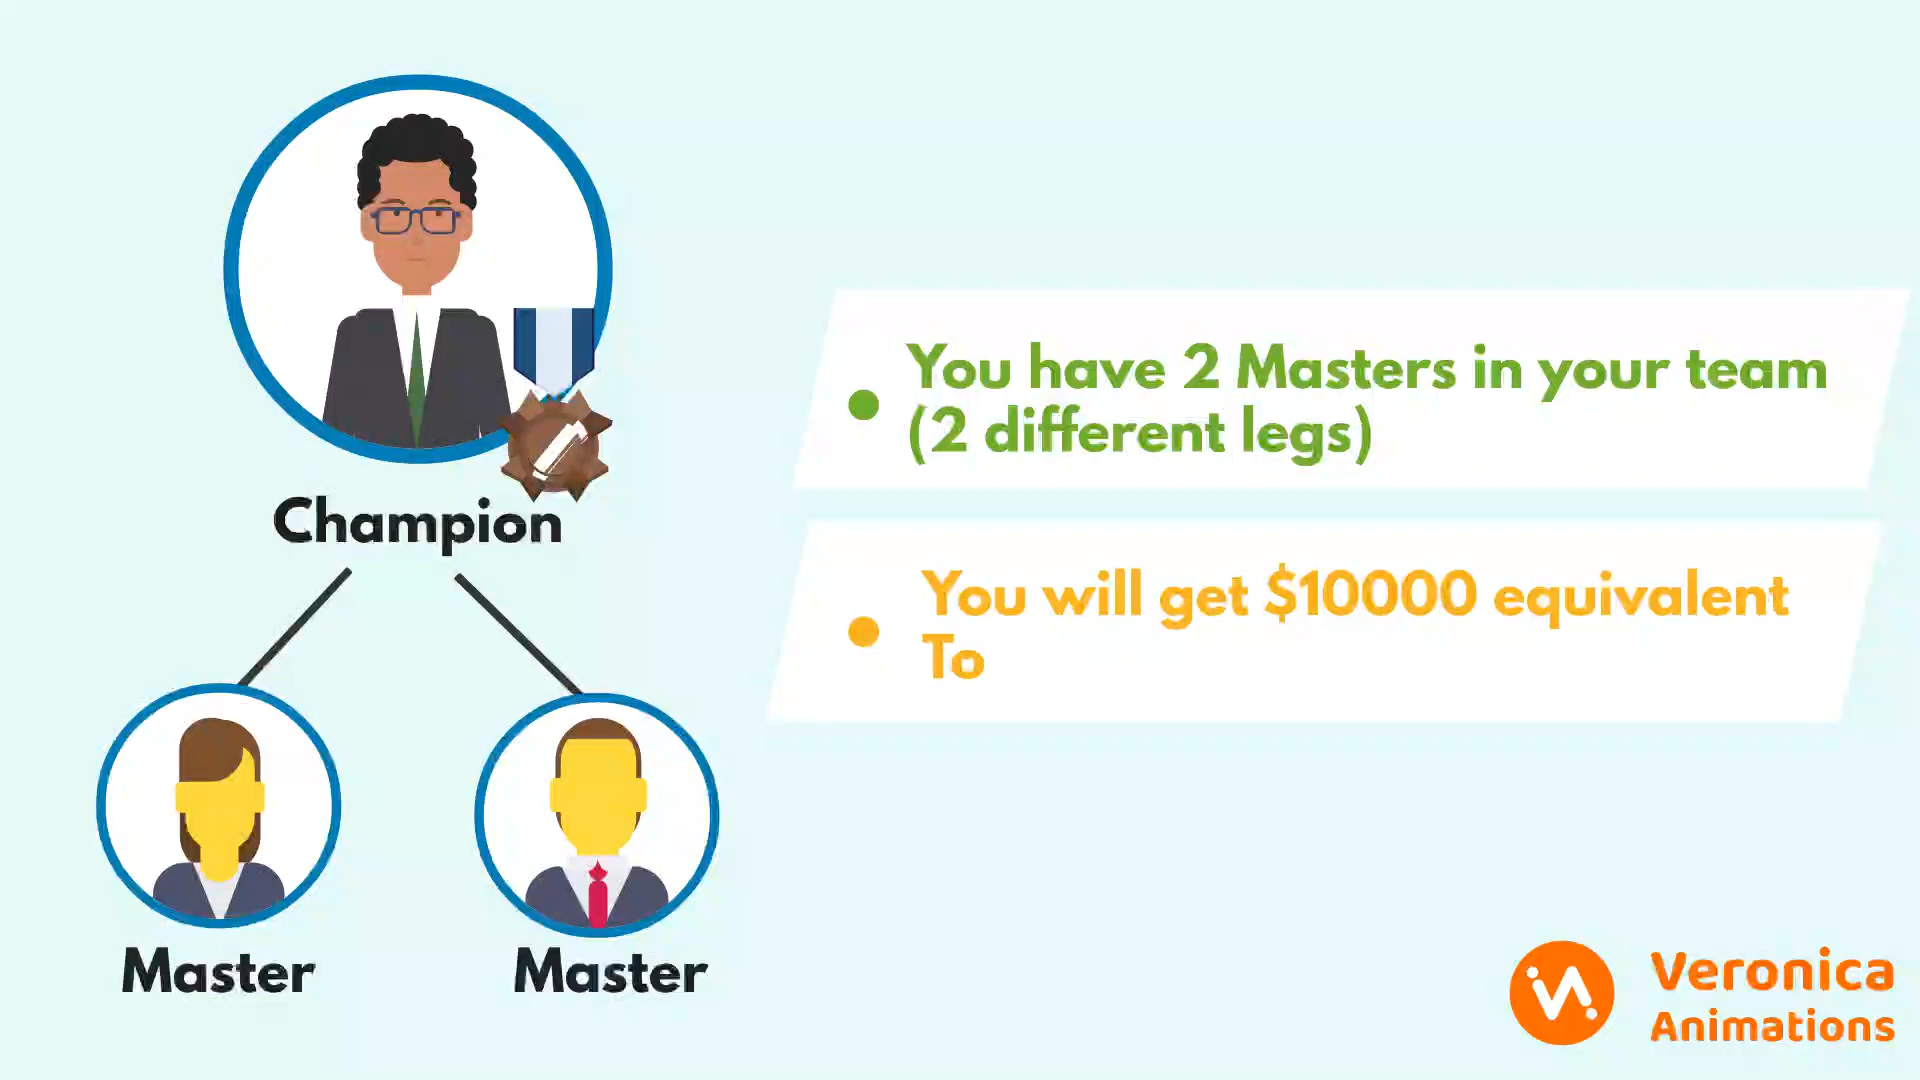 Champion
You have 2 Masters in your team
(2 different legs)
You will get $10000 equivalent
To
Master
Master
Veronica
Animations